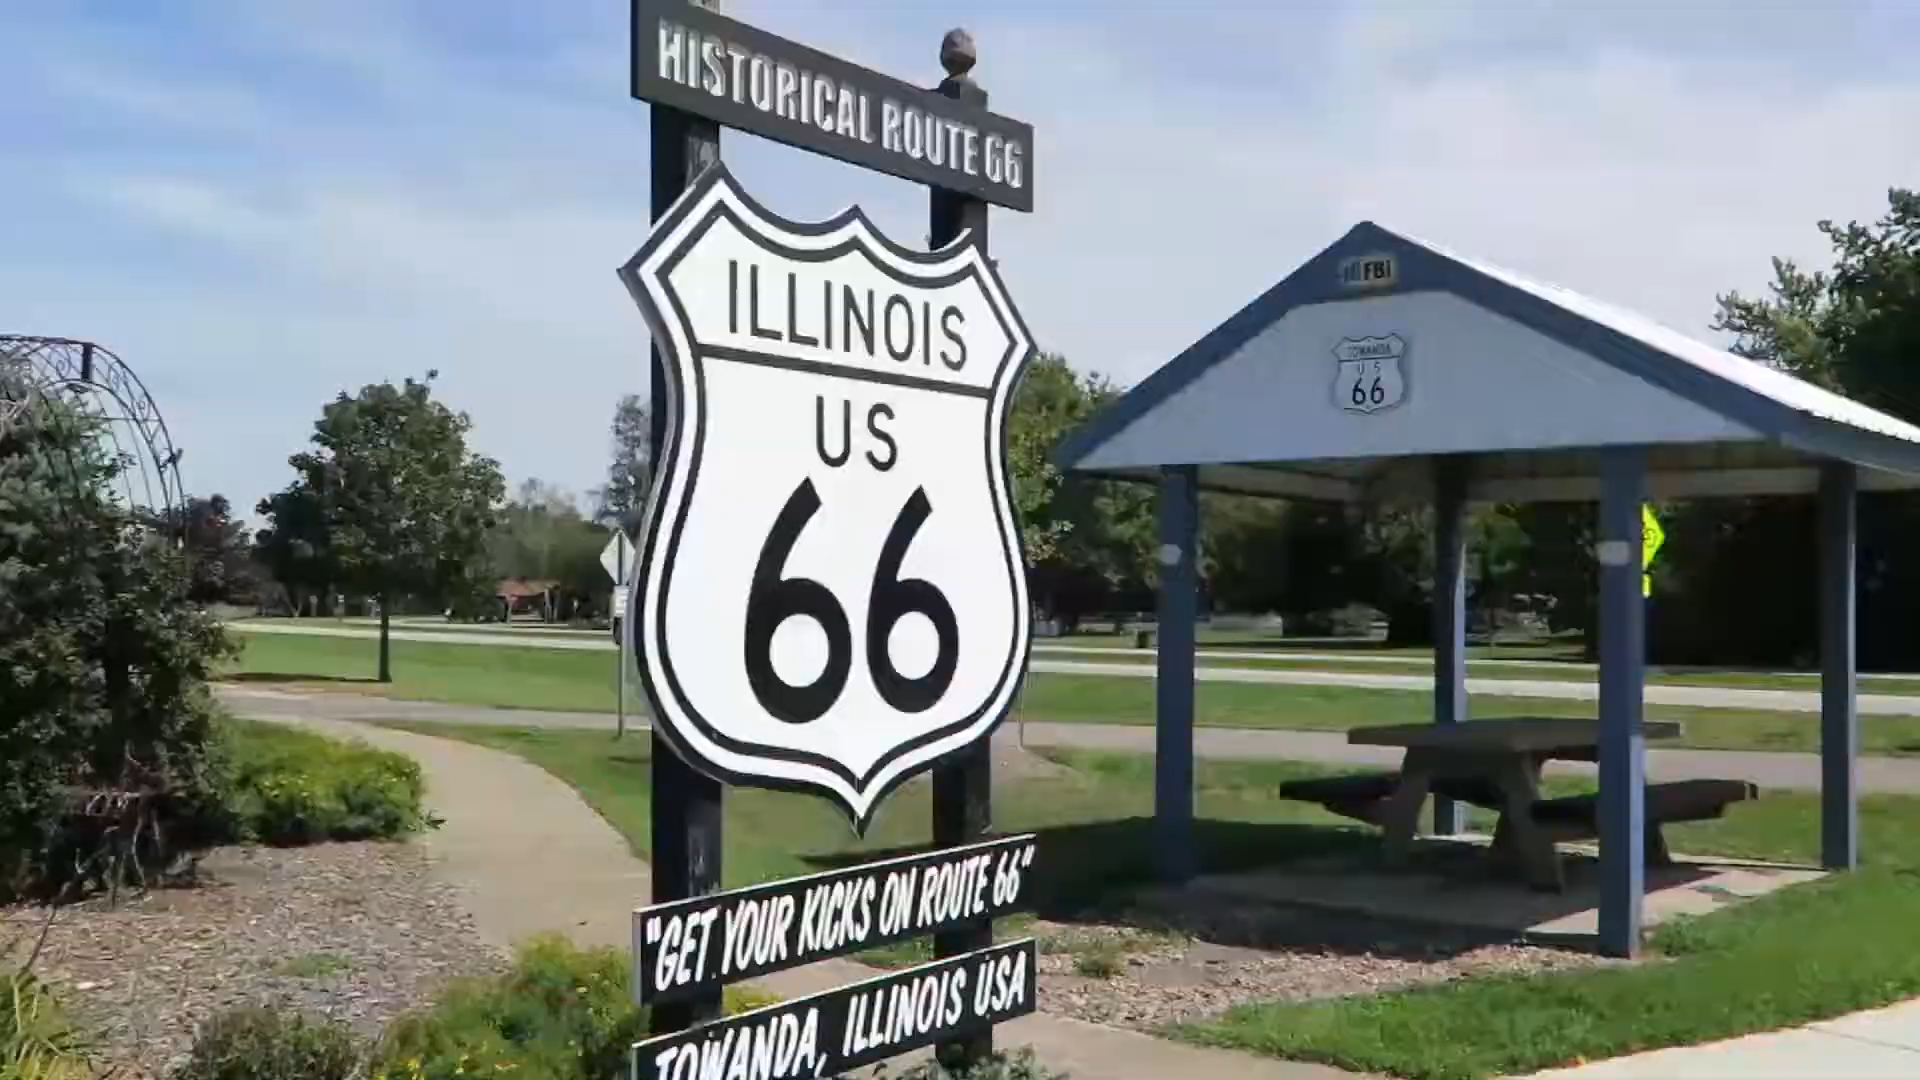 HISTORICAL ROUTE 66
ILLINOIS
US
66
"GET YOUR KICKS ON ROUTE 66"
TOWANDA, ILLINOIS USA
FBi
TOWANDA
US
66